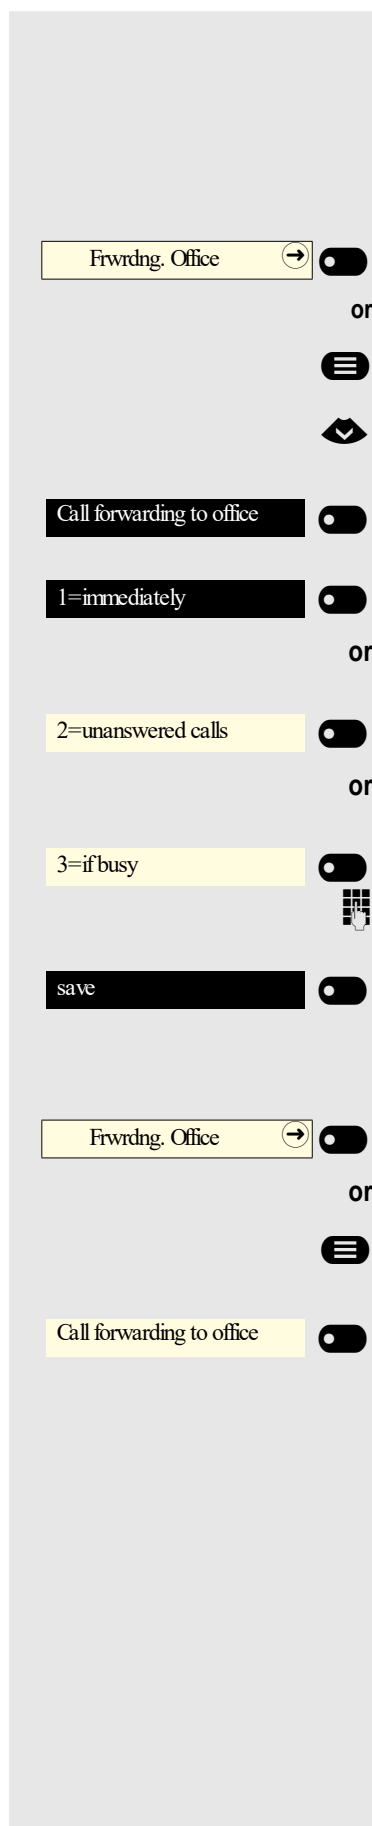 Frwrdng. Office
or
Call forwarding to office
1=immediately
or
2=unanswered calls
or
3=if busy
save
Frwrdng. Office
or
Call forwarding to office